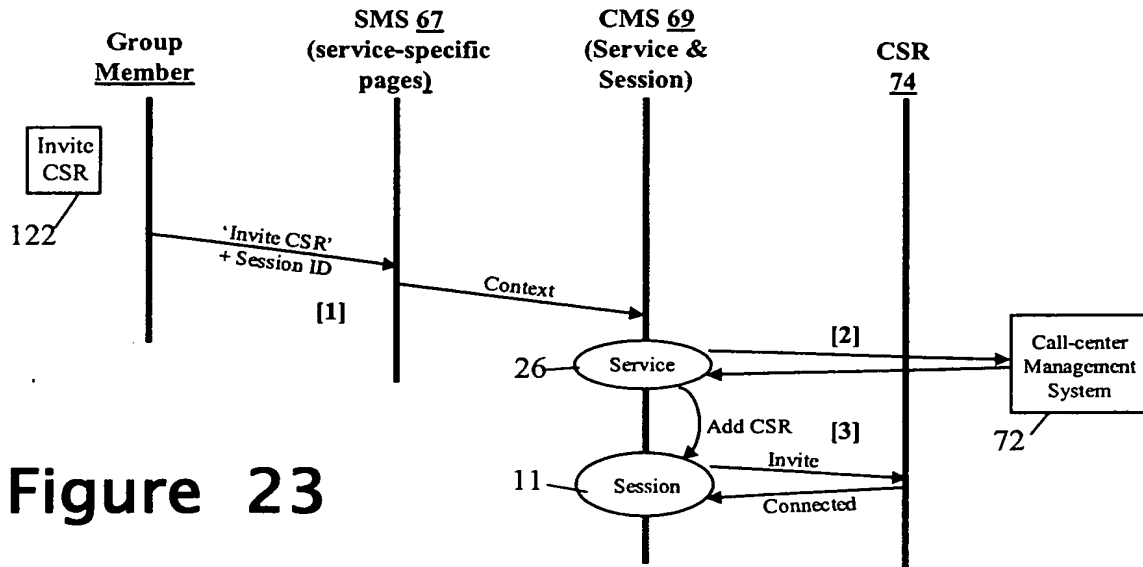 Group
Member
SMS 67
(service-specific
pages)
CMS 69
(Service &
Session)
CSR
74
Invite
CSR
122
'Invite CSR'
+ Session ID
[1]
Context
[2]
26
Service
Call-center
Management
System
72
Add CSR
[3]
11
Session
Invite
Connected
Figure 23